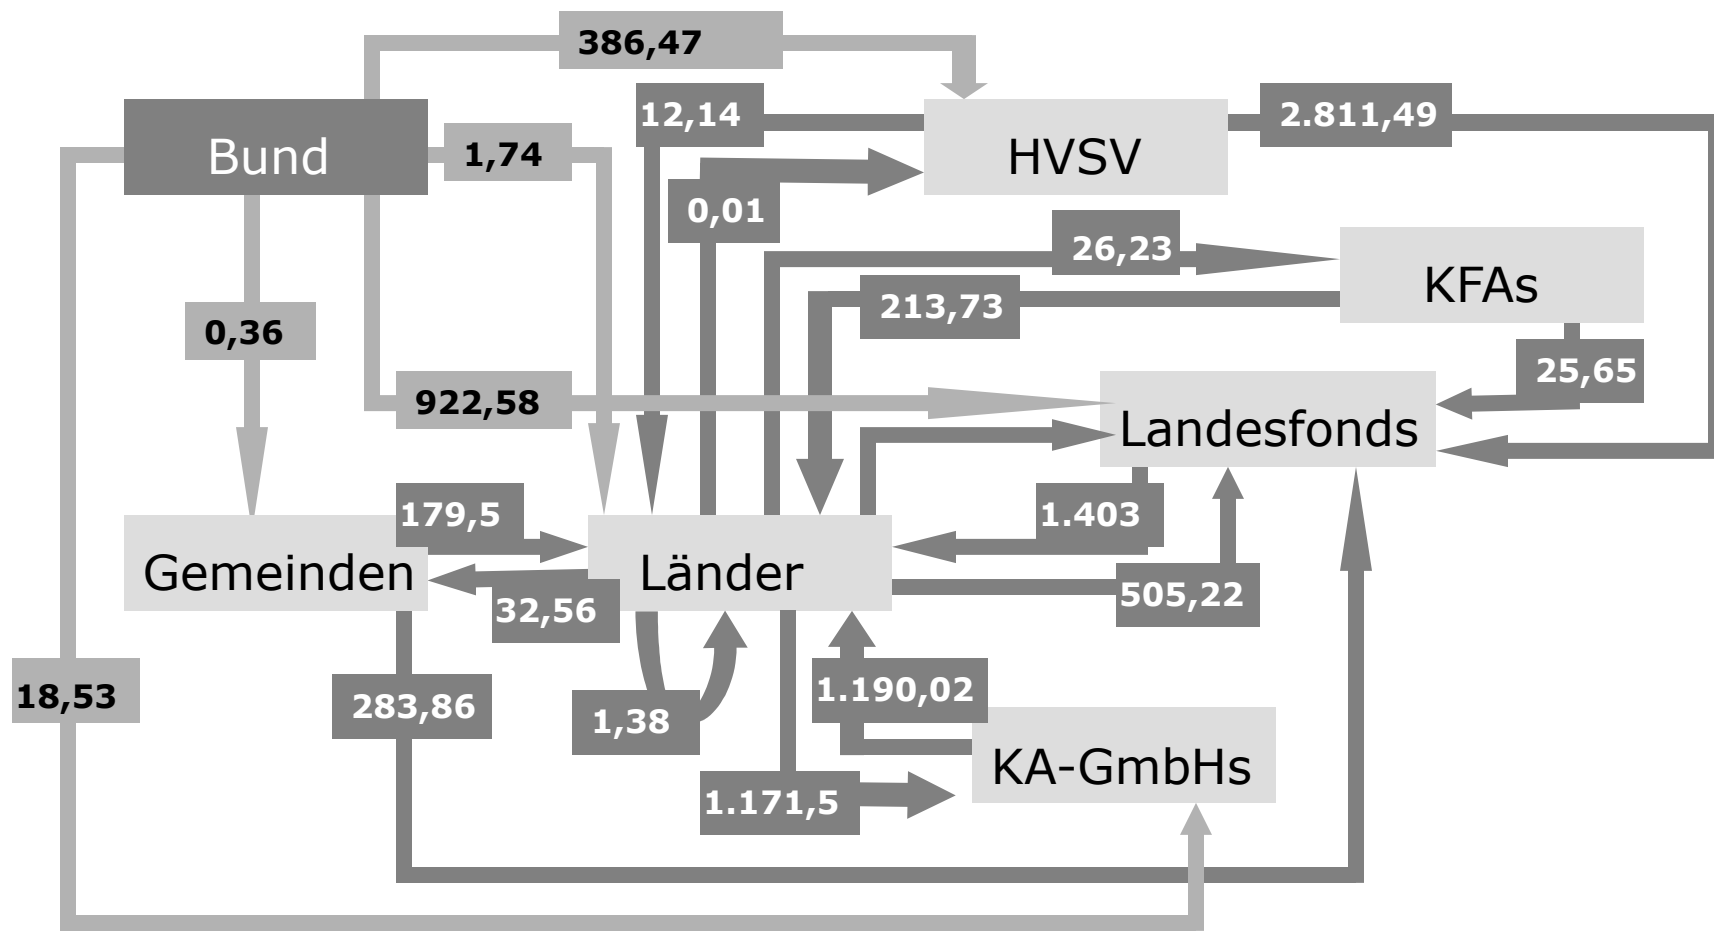 386,47
12,14
2.811,49
Bund
1,74
HVSV
0,01
26,23
KFAs
213,73
0,36
25,65
922,58
Landesfonds
179,5
1.403
Gemeinden
Länder
32,56
505,22
18,53
283,86
1,38
1.190,02
KA-GmbHs
1.171,5